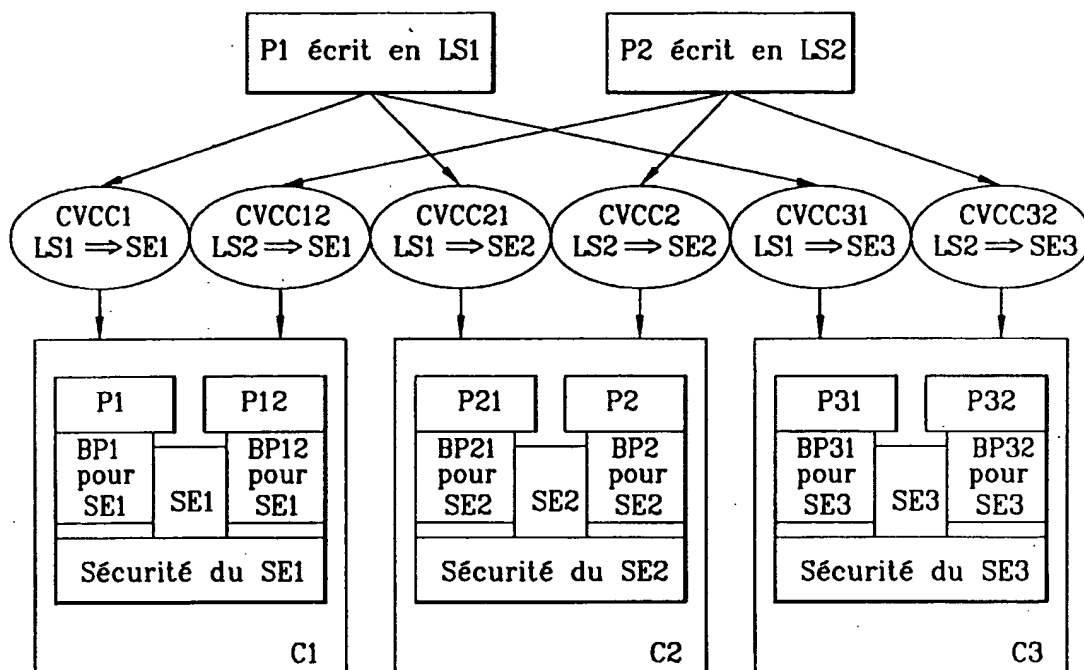 P1 écrit en LS1
P2 écrit en LS2
CVCC1
LS1 ⇒ SE1
CVCC12
LS2 ⇒ SE1
CVCC21
LS1 ⇒ SE2
CVCC2
LS2 ⇒ SE2
CVCC31
LS1 ⇒ SE3
CVCC32
LS2 ⇒ SE3
P1
P12
BP1
pour
SE1
SE1
BP12
pour
SE1
Sécurité du SE1
C1
P21
P2
BP21
pour
SE2
SE2
BP2
pour
SE2
Sécurité du SE2
C2
P31
P32
BP31
pour
SE3
SE3
BP32
pour
SE3
Sécurité du SE3
C3